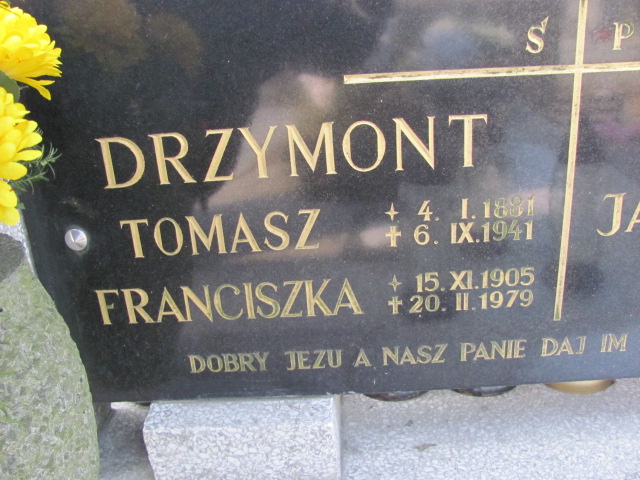 Ś P
DRZYMONT
TOMASZ ✦ 4. I. 1881
✝ 6. IX. 1941
FRANCISZKA ✦ 15. XI. 1905
✝ 20. II. 1979
JA
DOBRY JEZU A NASZ PANIE DAJ IM